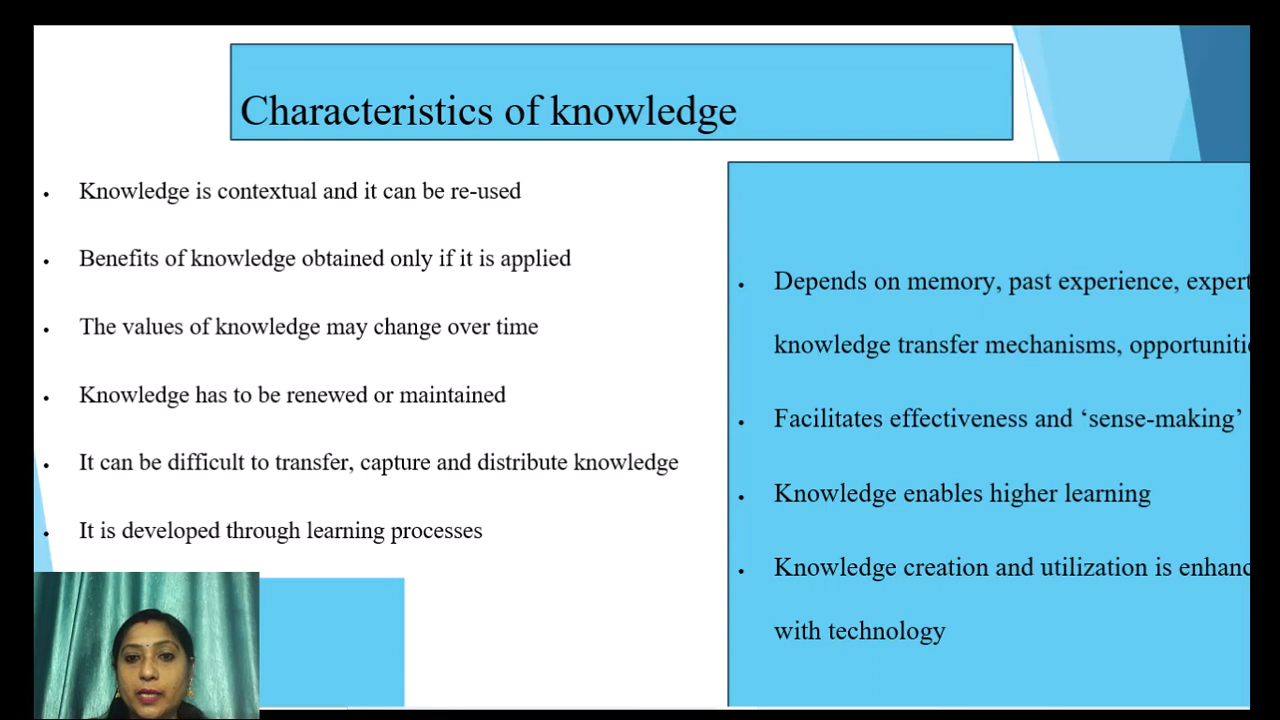 Characteristics of knowledge
• Knowledge is contextual and it can be re-used
• Benefits of knowledge obtained only if it is applied
• The values of knowledge may change over time
• Knowledge has to be renewed or maintained
• It can be difficult to transfer, capture and distribute knowledge
• It is developed through learning processes
• Depends on memory, past experience,
knowledge transfer mechanisms,
• Facilitates effectiveness and ‘sense-making’
• Knowledge enables higher learning
• Knowledge creation and utilization is
with technology